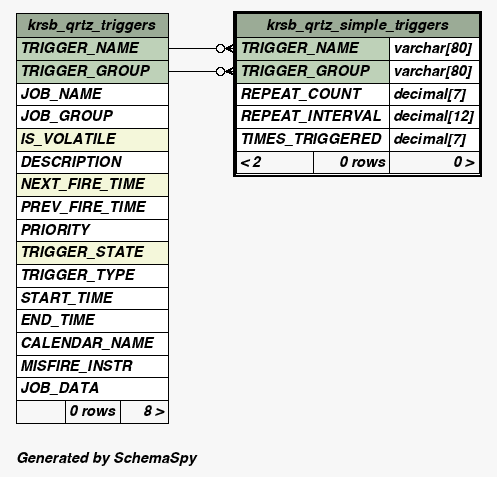 krsb_qrtz_triggers
TRIGGER_NAME
TRIGGER_GROUP
JOB_NAME
JOB_GROUP
IS_VOLATILE
DESCRIPTION
NEXT_FIRE_TIME
PREV_FIRE_TIME
PRIORITY
TRIGGER_STATE
TRIGGER_TYPE
START_TIME
END_TIME
CALENDAR_NAME
MISFIRE_INSTR
JOB_DATA
0 rows 8 >
krsb_qrtz_simple_triggers
TRIGGER_NAME varchar[80]
TRIGGER_GROUP varchar[80]
REPEAT_COUNT decimal[7]
REPEAT_INTERVAL decimal[12]
TIMES_TRIGGERED decimal[7]
< 2 0 rows 0 >
Generated by SchemaSpy